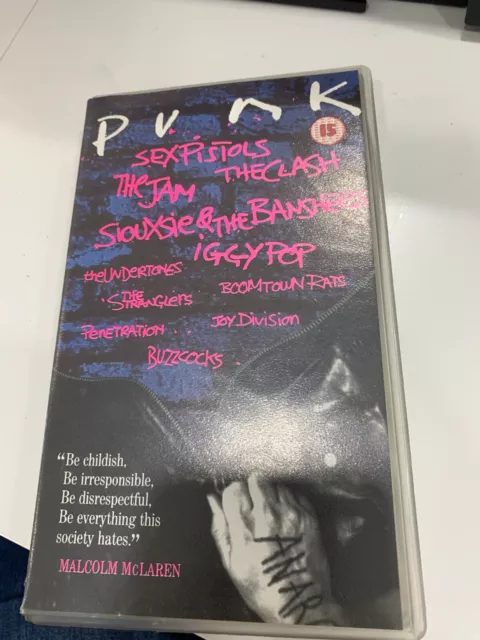 PUNK
15
SEX PISTOLS
THE JAM THE CLASH
SIOUXSIE & THE BANSHEES
IGGY POP
the UNDERTONES
THE STRANGLERS BOOMTOWN RATS
PENETRATION JOY DIVISION
BUZZCOCKS
“Be childish,
Be irresponsible,
Be disrespectful,
Be everything this
society hates.”
MALCOLM McLAREN
ANARC